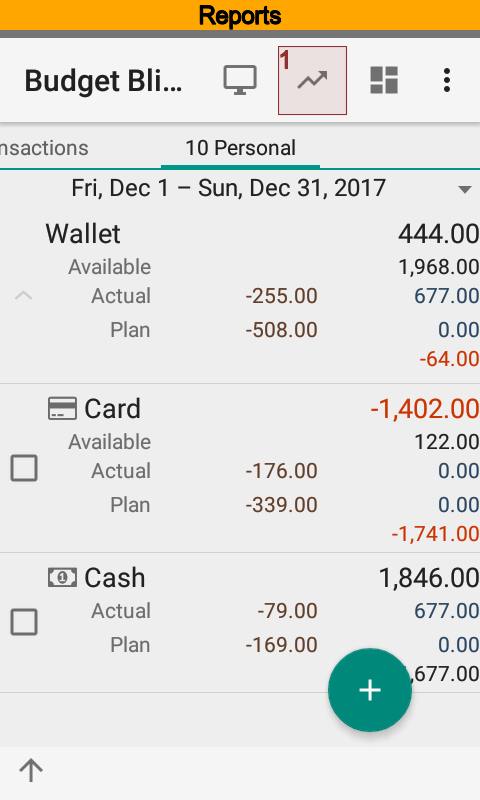 Reports
Budget Bli...
1
nsactions 10 Personal
Fri, Dec 1 – Sun, Dec 31, 2017
Wallet 444.00
Available 1,968.00
Actual -255.00 677.00
Plan -508.00 0.00
-64.00
Card -1,402.00
Available 122.00
Actual -176.00 0.00
Plan -339.00 0.00
-1,741.00
Cash 1,846.00
Actual -79.00 677.00
Plan -169.00 0.00
,677.00